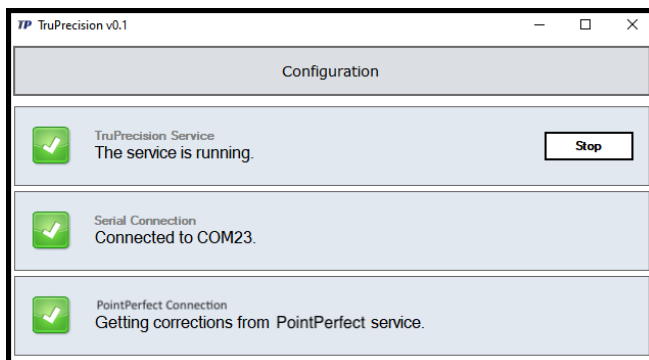 TP TruPrecision v0.1
Configuration
TruPrecision Service
The service is running.
Stop
Serial Connection
Connected to COM23.
PointPerfect Connection
Getting corrections from PointPerfect service.